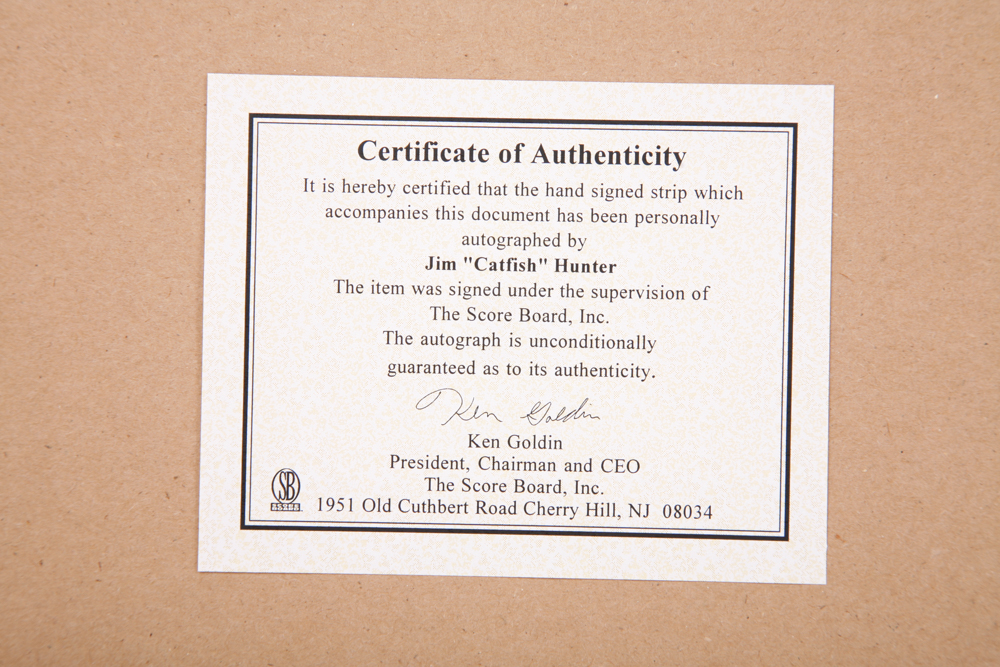 Certificate of Authenticity
It is hereby certified that the hand signed strip which
accompanies this document has been personally
autographed by
Jim "Catfish" Hunter
The item was signed under the supervision of
The Score Board, Inc.
The autograph is unconditionally
guaranteed as to its authenticity.
Ken Goldin
Ken Goldin
President, Chairman and CEO
The Score Board, Inc.
SB
1951 Old Cuthbert Road Cherry Hill, NJ 08034